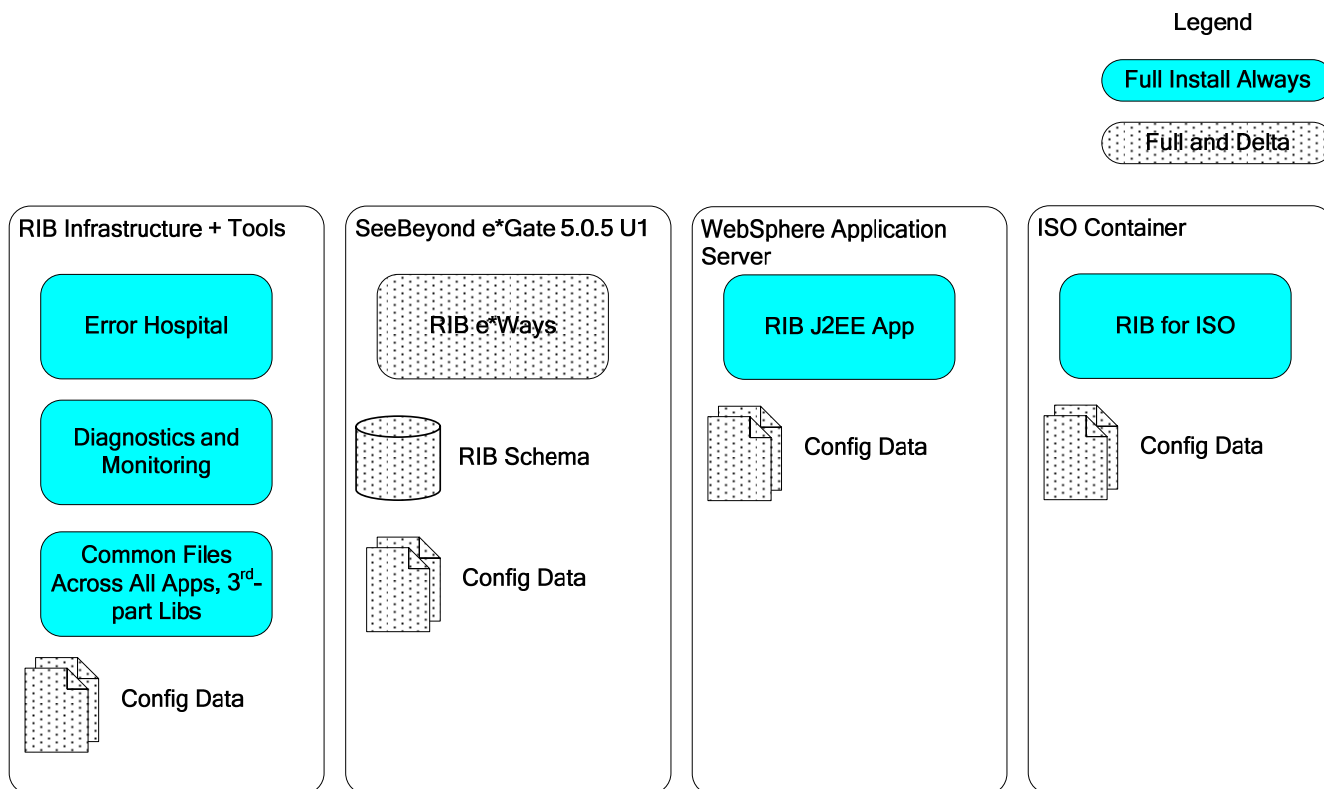 Legend
Full Install Always
Full and Delta
RIB Infrastructure + Tools
Error Hospital
Diagnostics and
Monitoring
Common Files
Across All Apps, 3rd-
part Libs
Config Data
SeeBeyond e*Gate 5.0.5 U1
RIB e*Ways
RIB Schema
Config Data
WebSphere Application
Server
RIB J2EE App
Config Data
ISO Container
RIB for ISO
Config Data